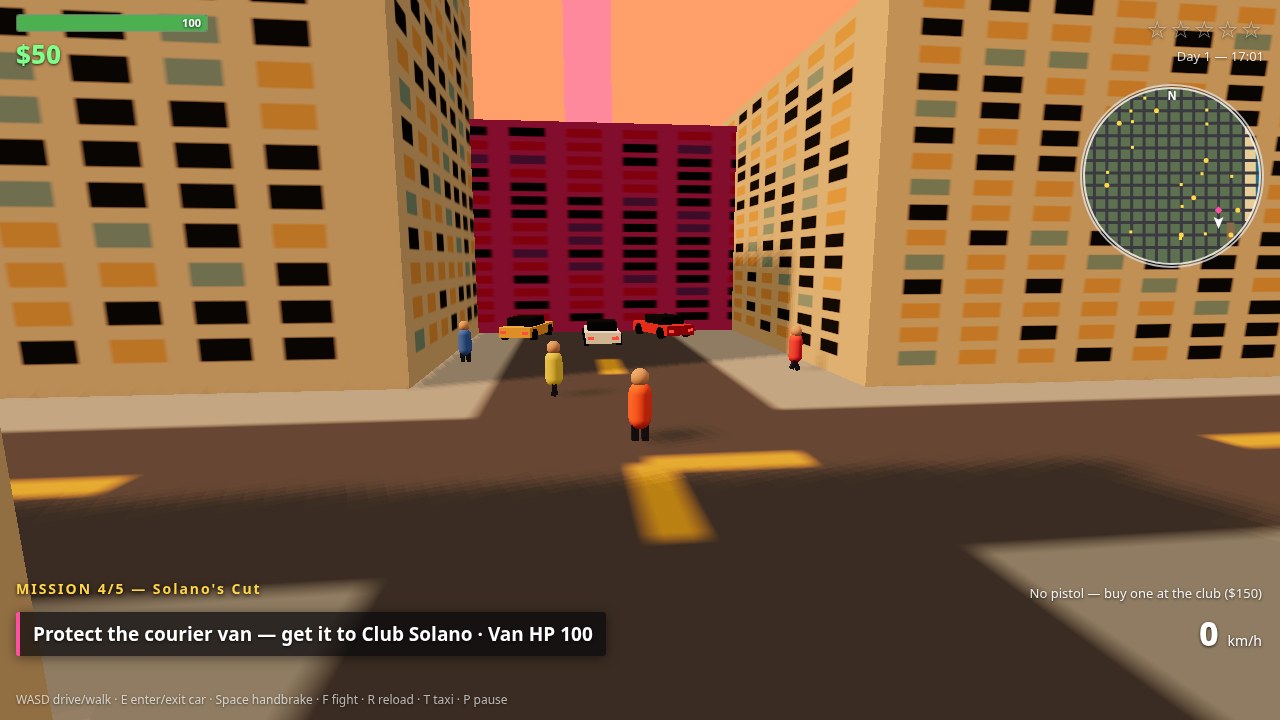 100
$50
☆☆☆☆☆
Day 1 — 17:01
N
MISSION 4/5 — Solano's Cut
Protect the courier van — get it to Club Solano · Van HP 100
No pistol — buy one at the club ($150)
0 km/h
WASD drive/walk · E enter/exit car · Space handbrake · F fight · R reload · T taxi · P pause